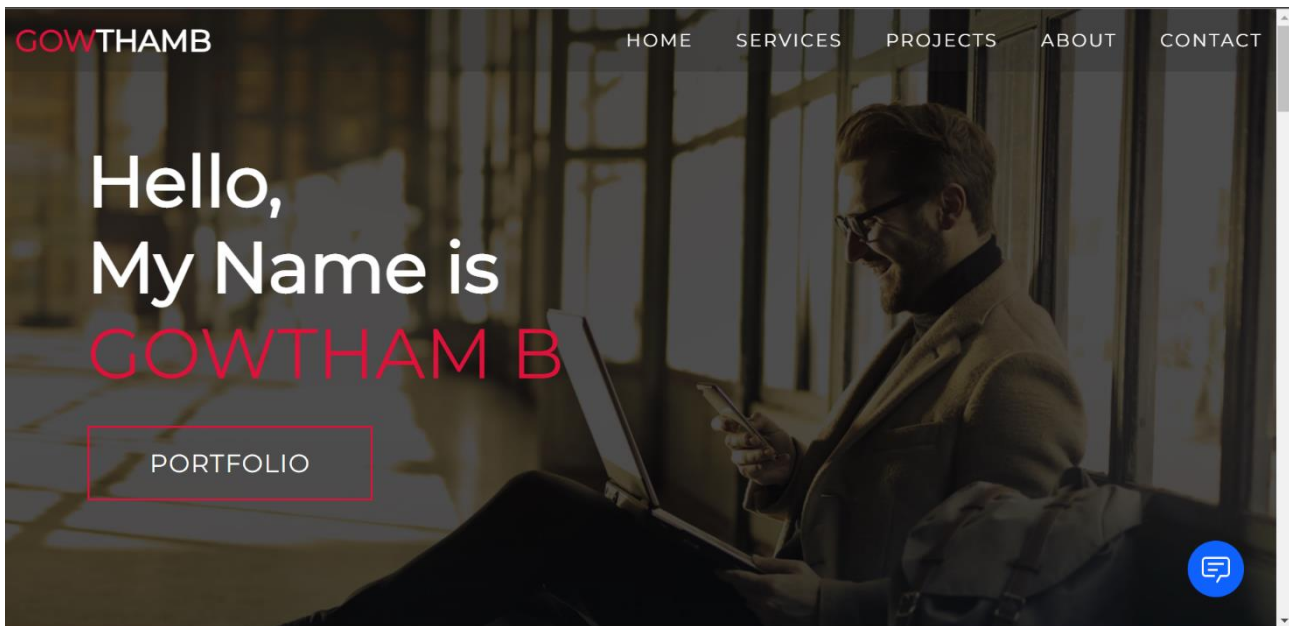 GOWTHAMB
HOME SERVICES PROJECTS ABOUT CONTACT
Hello,
My Name is
GOWTHAM B
PORTFOLIO